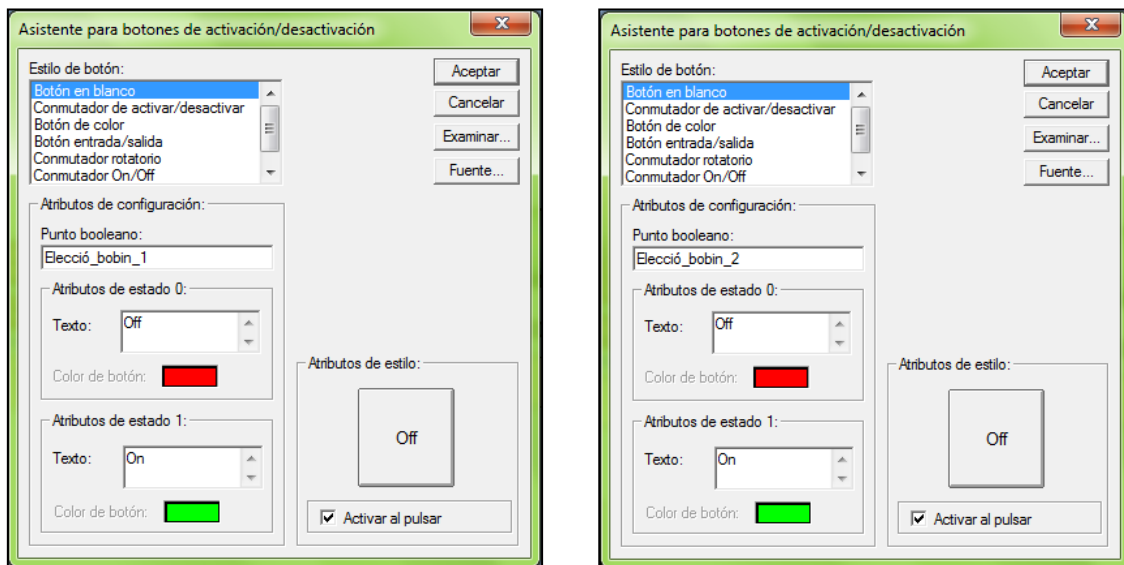 Asistente para botones de activación/desactivación
Estilo de botón:
Botón en blanco
Conmutador de activar/desactivar
Botón de color
Botón entrada/salida
Conmutador rotatorio
Conmutador On/Off
Aceptar
Cancelar
Examinar...
Fuente...
Atributos de configuración:
Punto booleano:
Elecció_bobin_1
Atributos de estado 0:
Texto:
Off
Color de botón:
Atributos de estado 1:
Texto:
On
Color de botón:
Atributos de estilo:
Off
Activar al pulsar
Asistente para botones de activación/desactivación
Estilo de botón:
Botón en blanco
Conmutador de activar/desactivar
Botón de color
Botón entrada/salida
Conmutador rotatorio
Conmutador On/Off
Aceptar
Cancelar
Examinar...
Fuente...
Atributos de configuración:
Punto booleano:
Elecció_bobin_2
Atributos de estado 0:
Texto:
Off
Color de botón:
Atributos de estado 1:
Texto:
On
Color de botón:
Atributos de estilo:
Off
Activar al pulsar